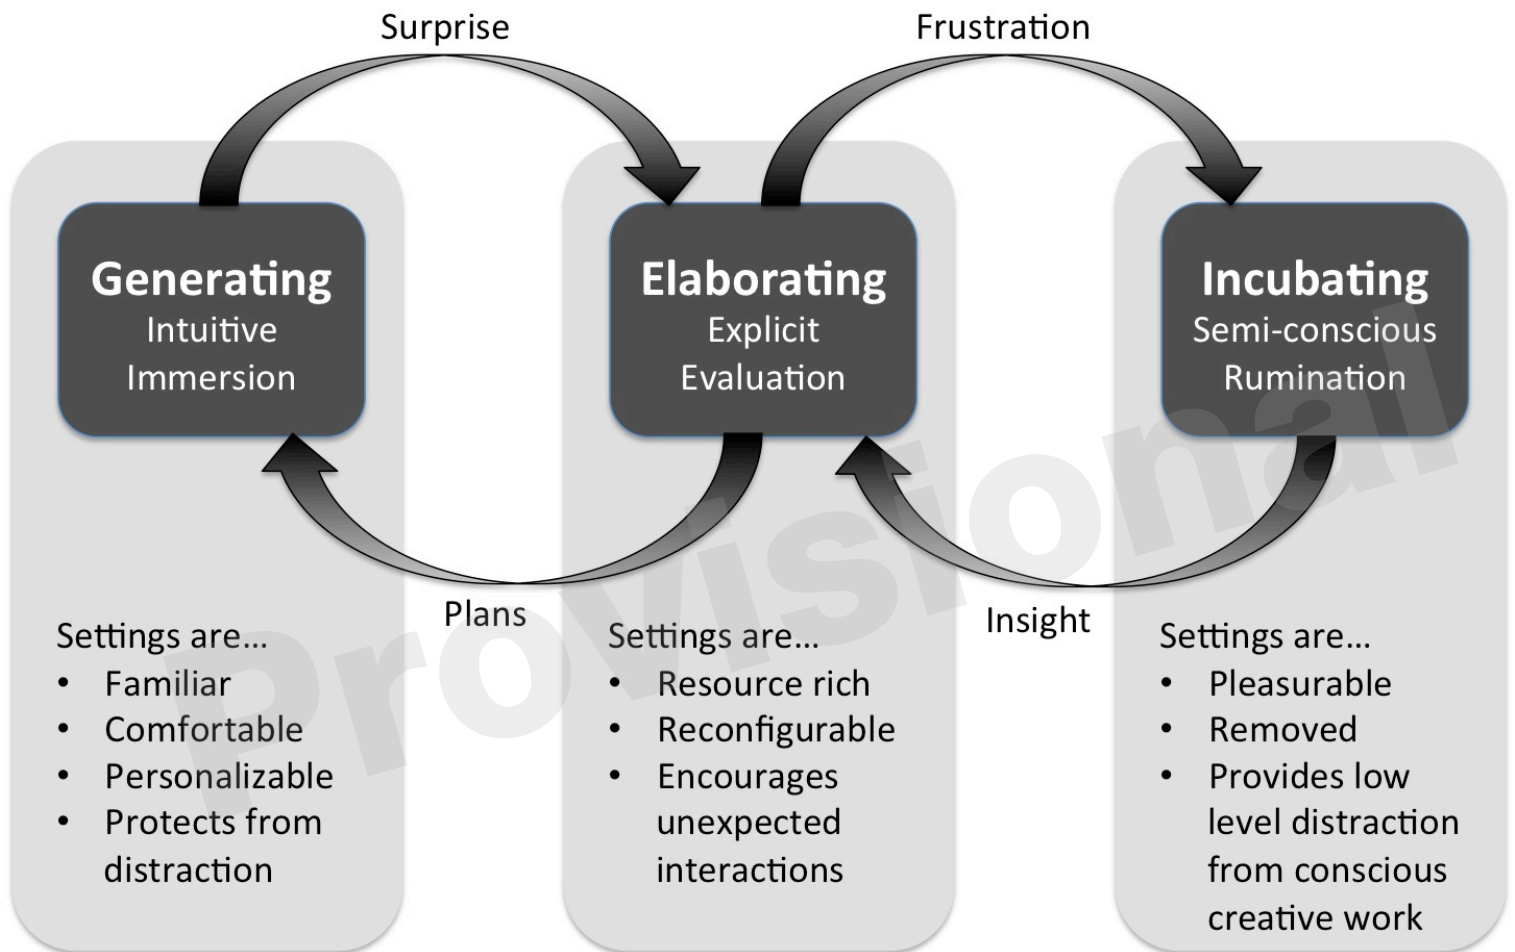 Surprise
Frustration
Generating
Intuitive
Immersion
Elaborating
Explicit
Evaluation
Incubating
Semi-conscious
Rumination
Plans
Insight
Settings are...
• Familiar
• Comfortable
• Personalizable
• Protects from
distraction
Settings are...
• Resource rich
• Reconfigurable
• Encourages
unexpected
interactions
Settings are...
• Pleasurable
• Removed
• Provides low
level distraction
from conscious
creative work
Provisional